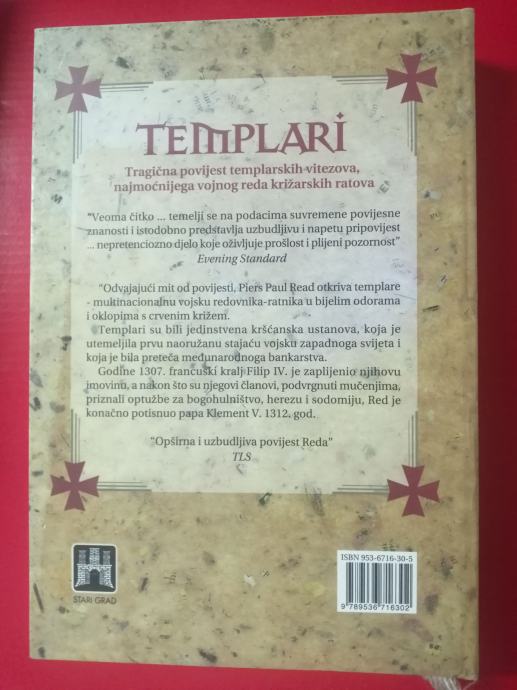 TEMPLARI
Tragična povijest templarskih vitezova,
najmoćnijega vojnog reda križarskih ratova
“Veoma čitko ... temelji se na podacima suvremene povijesne
znanosti i istodobno predstavlja uzbudljivu i napetu pripovijest
... nepretenciozno djelo koje oživljuje prošlost i plijeni pozornost”
Evening Standard
“Odvajajući mit od povijesti, Piers Paul Read otkriva templare
- multinacionalnu vojsku redovnika-ratnika u bijelim odorama
i oklopima s crvenim križem.
Templari su bili jedinstvena kršćanska ustanova, koja je
utemeljila prvu naoružanu stajaću vojsku zapadnoga svijeta i
koja je bila preteča međunarodnoga bankarstva.
Godine 1307. francuški kralj Filip IV. je zaplijenio njihovu
imovinu, a nakon što su njegovi članovi, podvrgnuti mučenjima,
priznali optužbe za bogohulništvo, herezu i sodomiju, Red je
konačno potisnuo papa Klement V. 1312. god.
“Opširna i uzbudljiva povijest Reda”
TLS
STARI GRAD
ISBN 953-6716-30-5
9 789536 716302